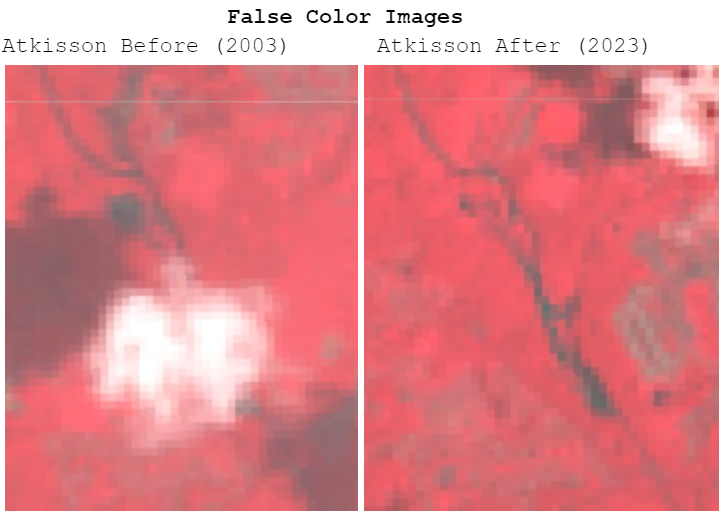 False Color Images
Atkisson Before (2003)
Atkisson After (2023)